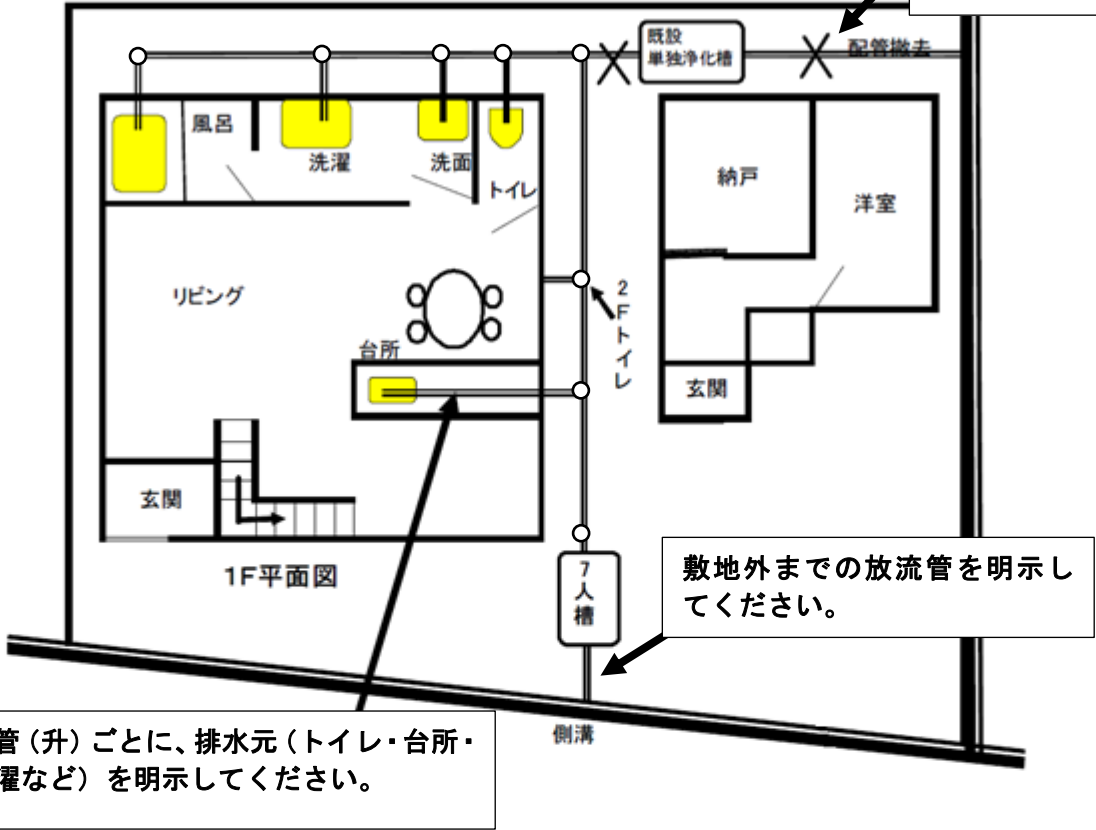 既設
単独浄化槽
配管撤去
風呂
洗濯
洗面
トイレ
納戸
洋室
リビング
2Fトイレ
台所
玄関
玄関
1F平面図
7人槽
敷地外までの放流管を明示し
てください。
側溝
管（升）ごとに、排水元（トイレ・台所・
濯など）を明示してください。